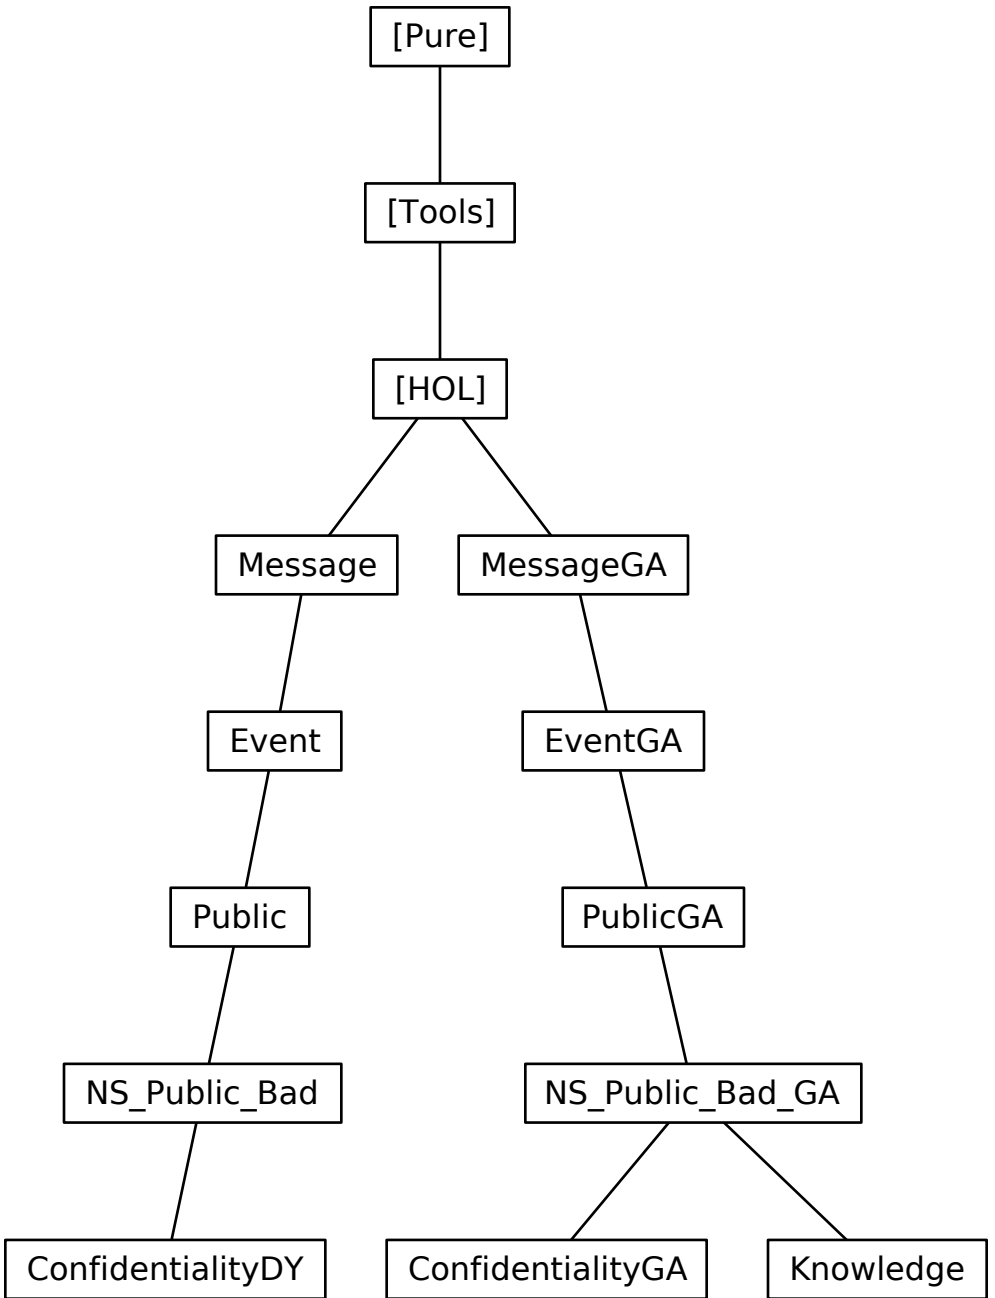 [Pure]
[Tools]
[HOL]
Message
MessageGA
Event
EventGA
Public
PublicGA
NS_Public_Bad
NS_Public_Bad_GA
ConfidentialityDY
ConfidentialityGA
Knowledge